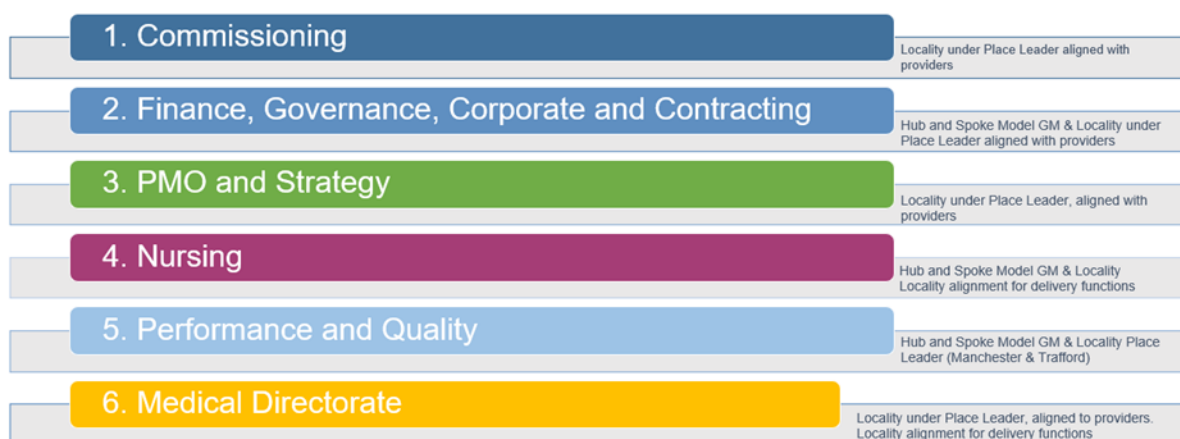 1. Commissioning
Locality under Place Leader aligned with
providers
2. Finance, Governance, Corporate and Contracting
Hub and Spoke Model GM & Locality under
Place Leader aligned with providers
3. PMO and Strategy
Locality under Place Leader, aligned with
providers
4. Nursing
Hub and Spoke Model GM & Locality
Locality alignment for delivery functions
5. Performance and Quality
Hub and Spoke Model GM & Locality Place
Leader (Manchester & Trafford)
6. Medical Directorate
Locality under Place Leader, aligned to providers.
Locality alignment for delivery functions